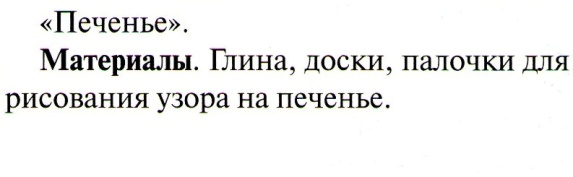 «Печенье».
Материалы. Глина, доски, палочки для
рисования узора на печенье.